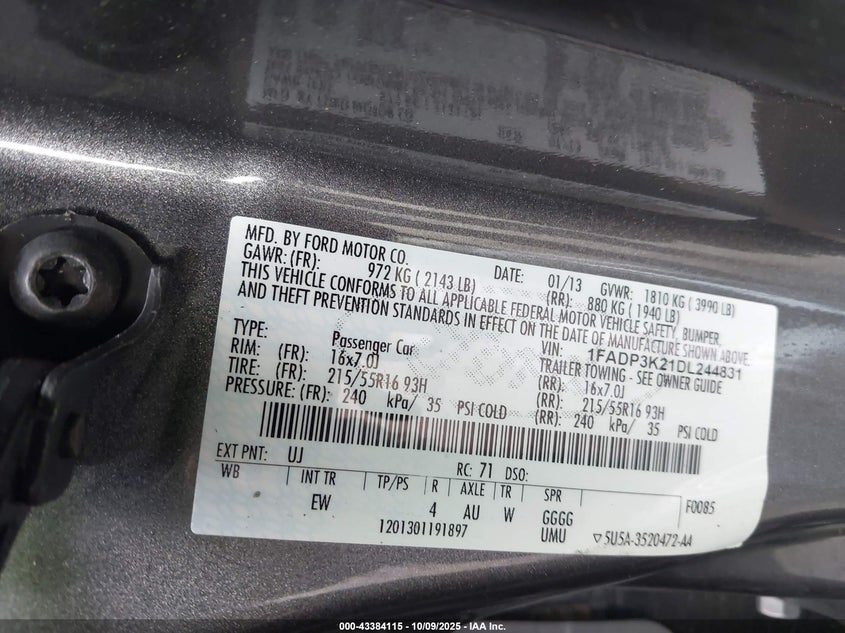 MFD. BY FORD MOTOR CO. DATE: 01/13 GVWR: 1810 KG ( 3990 LB)
GAWR: (FR): 972 KG ( 2143 LB) (RR): 880 KG ( 1940 LB)
THIS VEHICLE CONFORMS TO ALL APPLICABLE FEDERAL MOTOR VEHICLE SAFETY, BUMPER,
AND THEFT PREVENTION STANDARDS IN EFFECT ON THE DATE OF MANUFACTURE SHOWN ABOVE.
VIN: 1FADP3K21DL244831
TYPE: Passenger Car TRAILER TOWING - SEE OWNER GUIDE
RIM: (FR): 16x7.0J (RR): 16x7.0J
TIRE: (FR): 215/55R16 93H (RR): 215/55R16 93H
PRESSURE: (FR): 240 kPa/ 35 PSI COLD (RR): 240 kPa/ 35 PSI COLD
EXT PNT: UJ RC: 71 DSO:
WB INT TR TP/PS R AXLE TR SPR F0085
EW 4 AU W GGGG
1201301191897 UMU ▽5U5A-3520472-AA
000-43384115 - 10/09/2025 - IAA Inc.